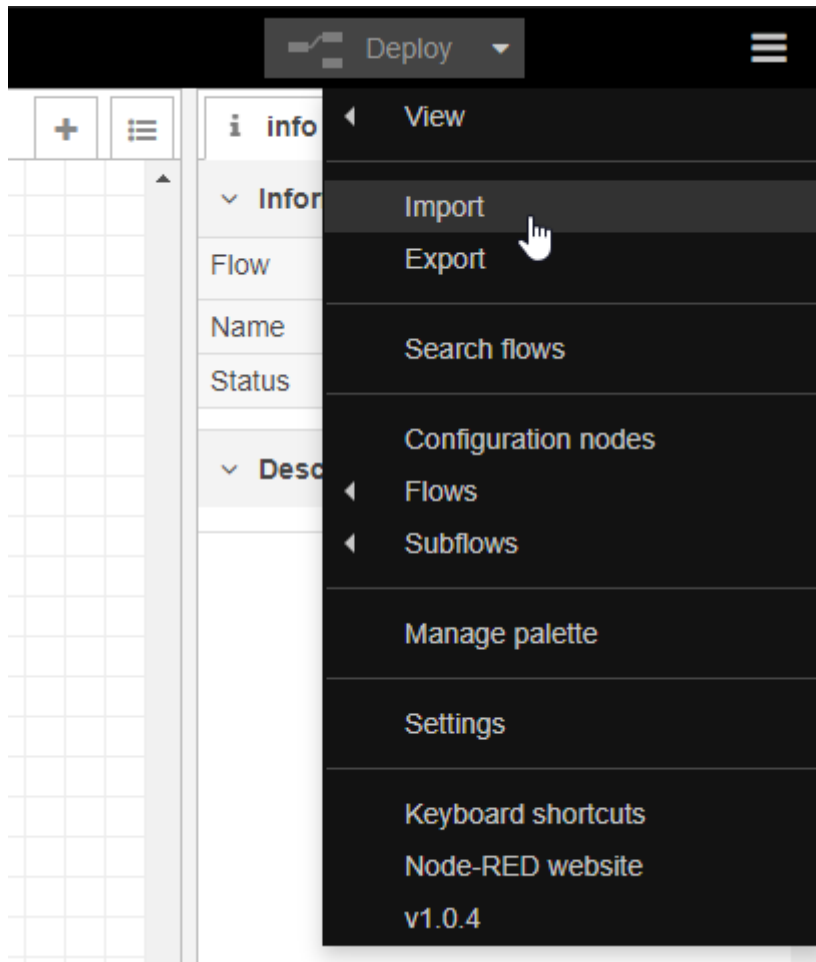 Deploy
info
View
Infor
Import
Flow
Export
Name
Search flows
Status
Configuration nodes
Desc
Flows
Subflows
Manage palette
Settings
Keyboard shortcuts
Node-RED website
v1.0.4